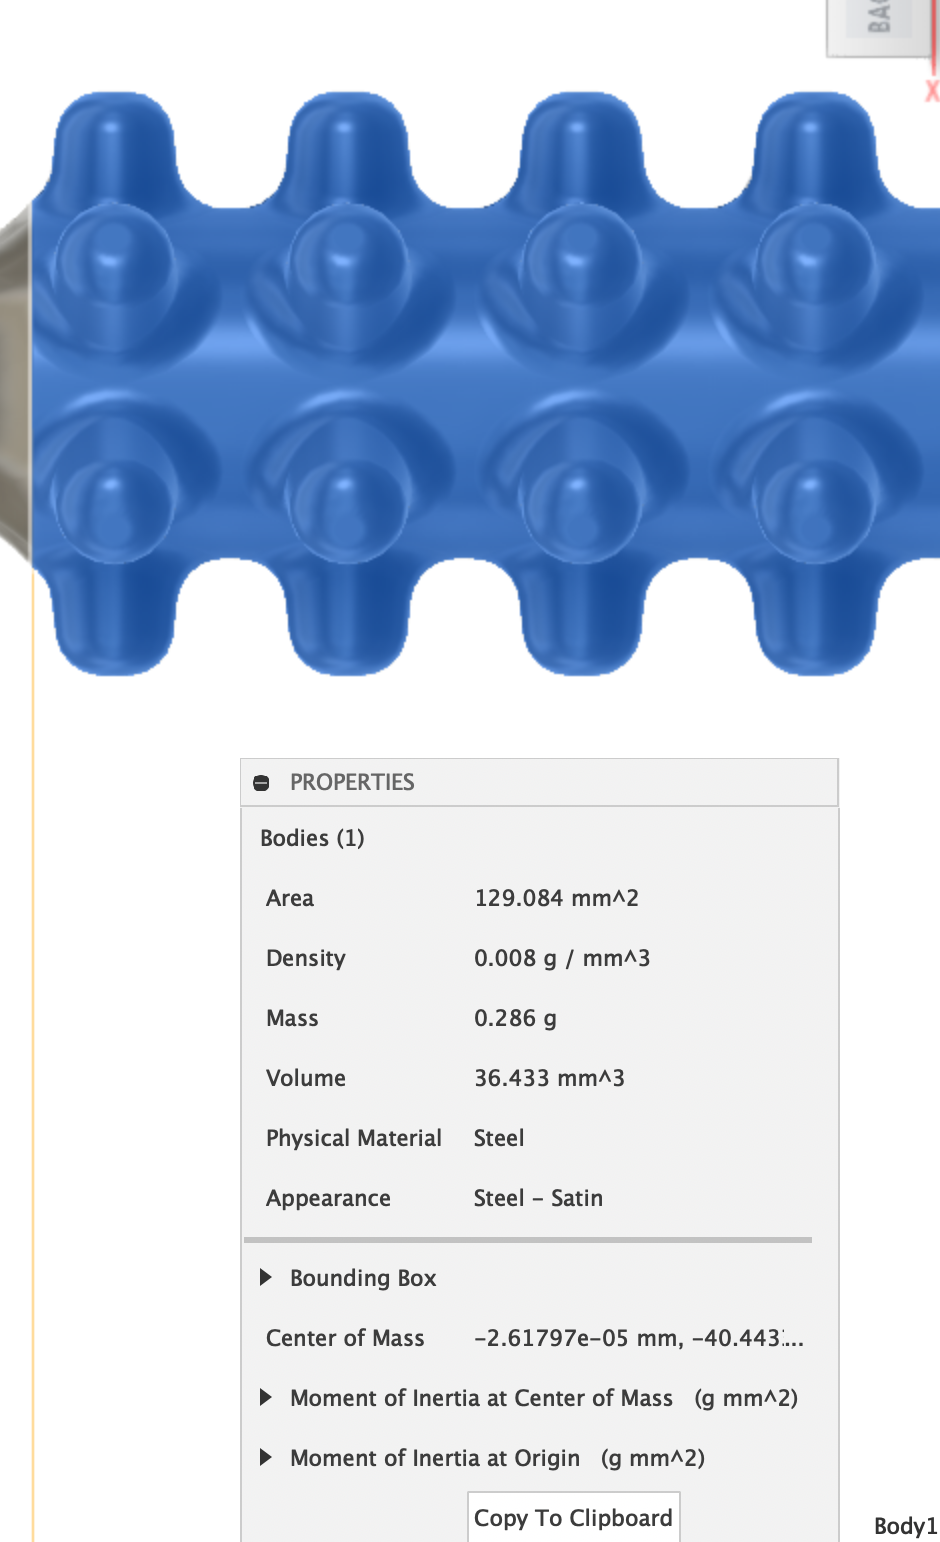 X
PROPERTIES
Bodies (1)
Area 129.084 mm^2
Density 0.008 g / mm^3
Mass 0.286 g
Volume 36.433 mm^3
Physical Material Steel
Appearance Steel - Satin
Bounding Box
Center of Mass -2.61797e-05 mm, -40.443...
Moment of Inertia at Center of Mass (g mm^2)
Moment of Inertia at Origin (g mm^2)
Copy To Clipboard
Body1